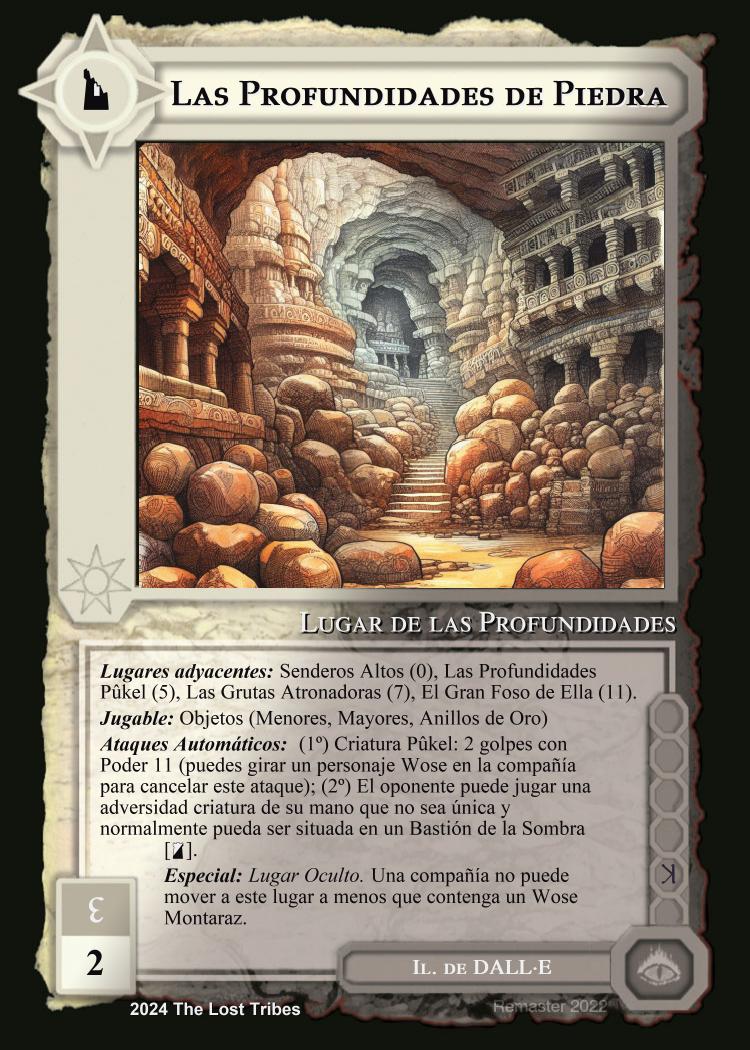 Las Profundidades de Piedra
Lugar de las Profundidades
Lugares adyacentes: Senderos Altos (0), Las Profundidades
Pûkel (5), Las Grutas Atronadoras (7), El Gran Foso de Ella (11).
Jugable: Objetos (Menores, Mayores, Anillos de Oro)
Ataques Automáticos: (1º) Criatura Pûkel: 2 golpes con
Poder 11 (puedes girar un personaje Wose en la compañía
para cancelar este ataque); (2º) El oponente puede jugar una
adversidad criatura de su mano que no sea única y
normalmente pueda ser situada en un Bastión de la Sombra
[].
Especial: Lugar Oculto. Una compañía no puede
mover a este lugar a menos que contenga un Wose
Montaraz.
2
Il. de DALL·E
2024 The Lost Tribes
Remaster 2022